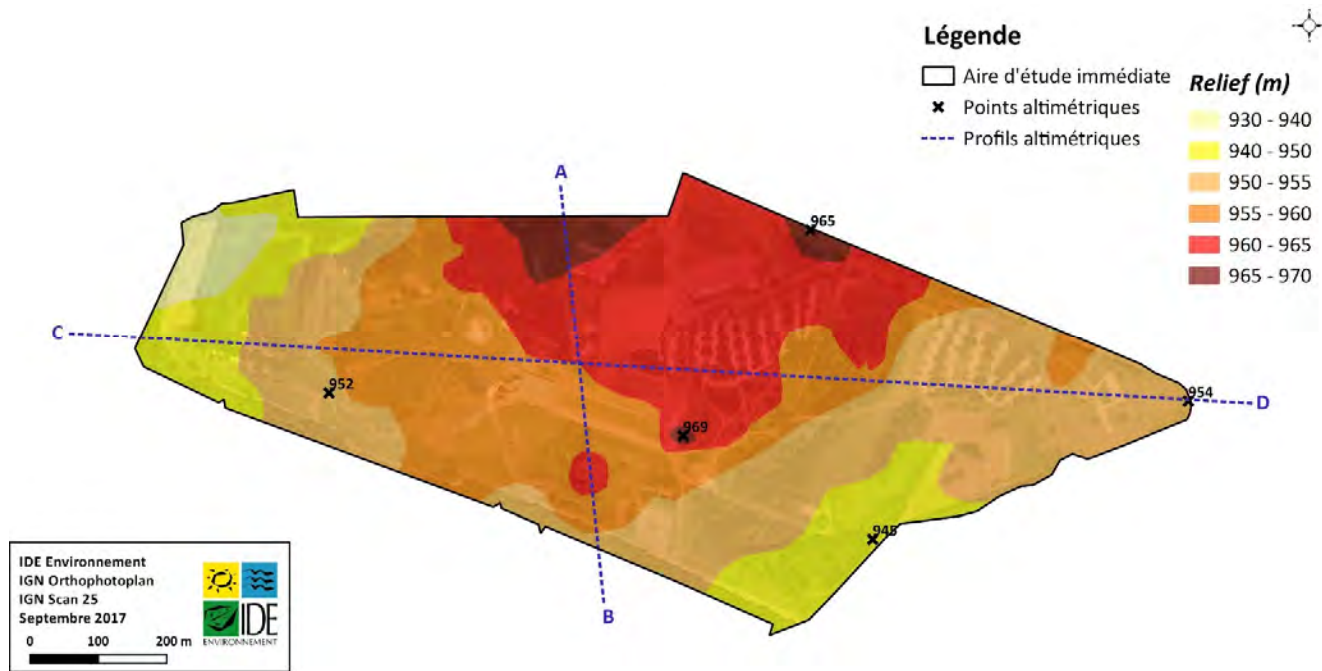 Légende
Aire d'étude immédiate
Points altimétriques
Profils altimétriques
Relief (m)
930 - 940
940 - 950
950 - 955
955 - 960
960 - 965
965 - 970
A
965
C
952
969
954
D
945
B
IDE Environnement
IGN Orthophotoplan
IGN Scan 25
Septembre 2017
0 100 200 m
IDE
ENVIRONNEMENT